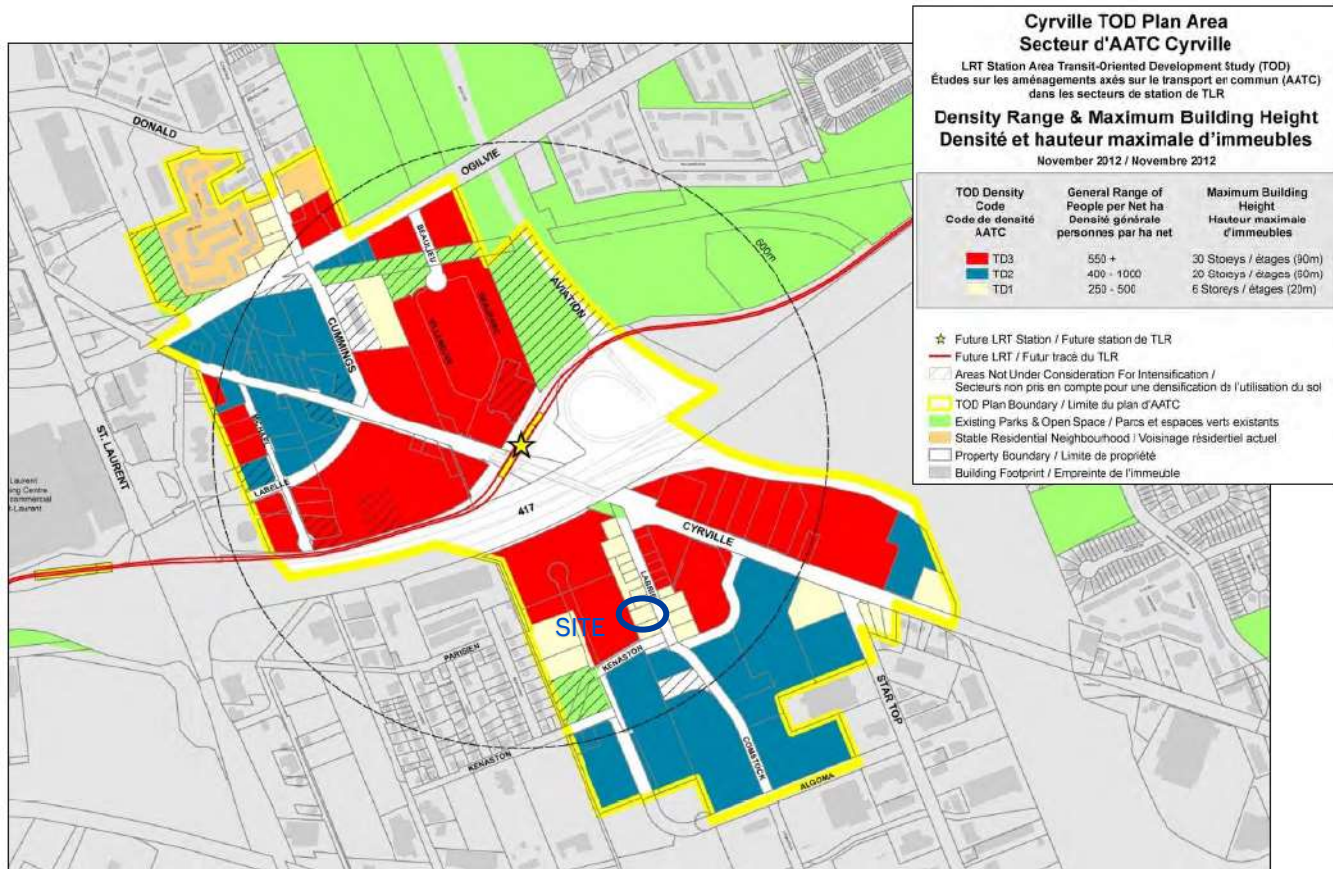 Cyrville TOD Plan Area
Secteur d'AATC Cyrville
LRT Station Area Transit-Oriented Development Study (TOD)
Études sur les aménagements axés sur le transport en commun (AATC)
dans les secteurs de station de TLR
Density Range & Maximum Building Height
Densité et hauteur maximale d'immeubles
November 2012 / Novembre 2012
TOD Density
Code
Code de densité
AATC
General Range of
People per Net ha
Densité générale
personnes par ha net
Maximum Building
Height
Hauteur maximale
d'immeubles
TD3 550 + 30 Storeys / étages (90m)
TD2 400 - 1000 20 Storeys / étages (60m)
TD1 250 - 500 6 Storeys / étages (20m)
Future LRT Station / Future station de TLR
Future LRT / Futur tracé du TLR
Areas Not Under Consideration For Intensification /
Secteurs non pris en compte pour une densification de l'utilisation du sol
TOD Plan Boundary / Limite du plan d'AATC
Existing Parks & Open Space / Parcs et espaces verts existants
Stable Residential Neighbourhood / Voisinage résidentiel actuel
Property Boundary / Limite de propriété
Building Footprint / Empreinte de l'immeuble
DONALD
OGILVIE
BEAULIEU
AVIATION
600m
CUMMINGS
ST. LAURENT
LABELLE
417
CYRVILLE
SITE
KENASTON
PARISIEN
STAR TOP
KENASTON
COMSTOCK
ALGOMA